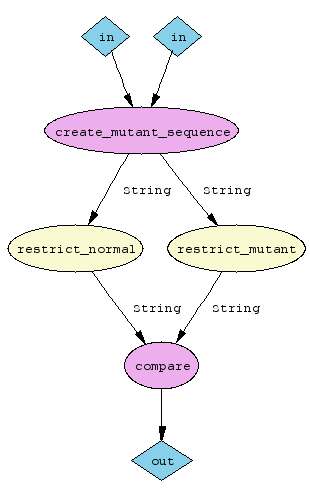 in in
create_mutant_sequence
String String
restrict_normal restrict_mutant
String String
compare
out